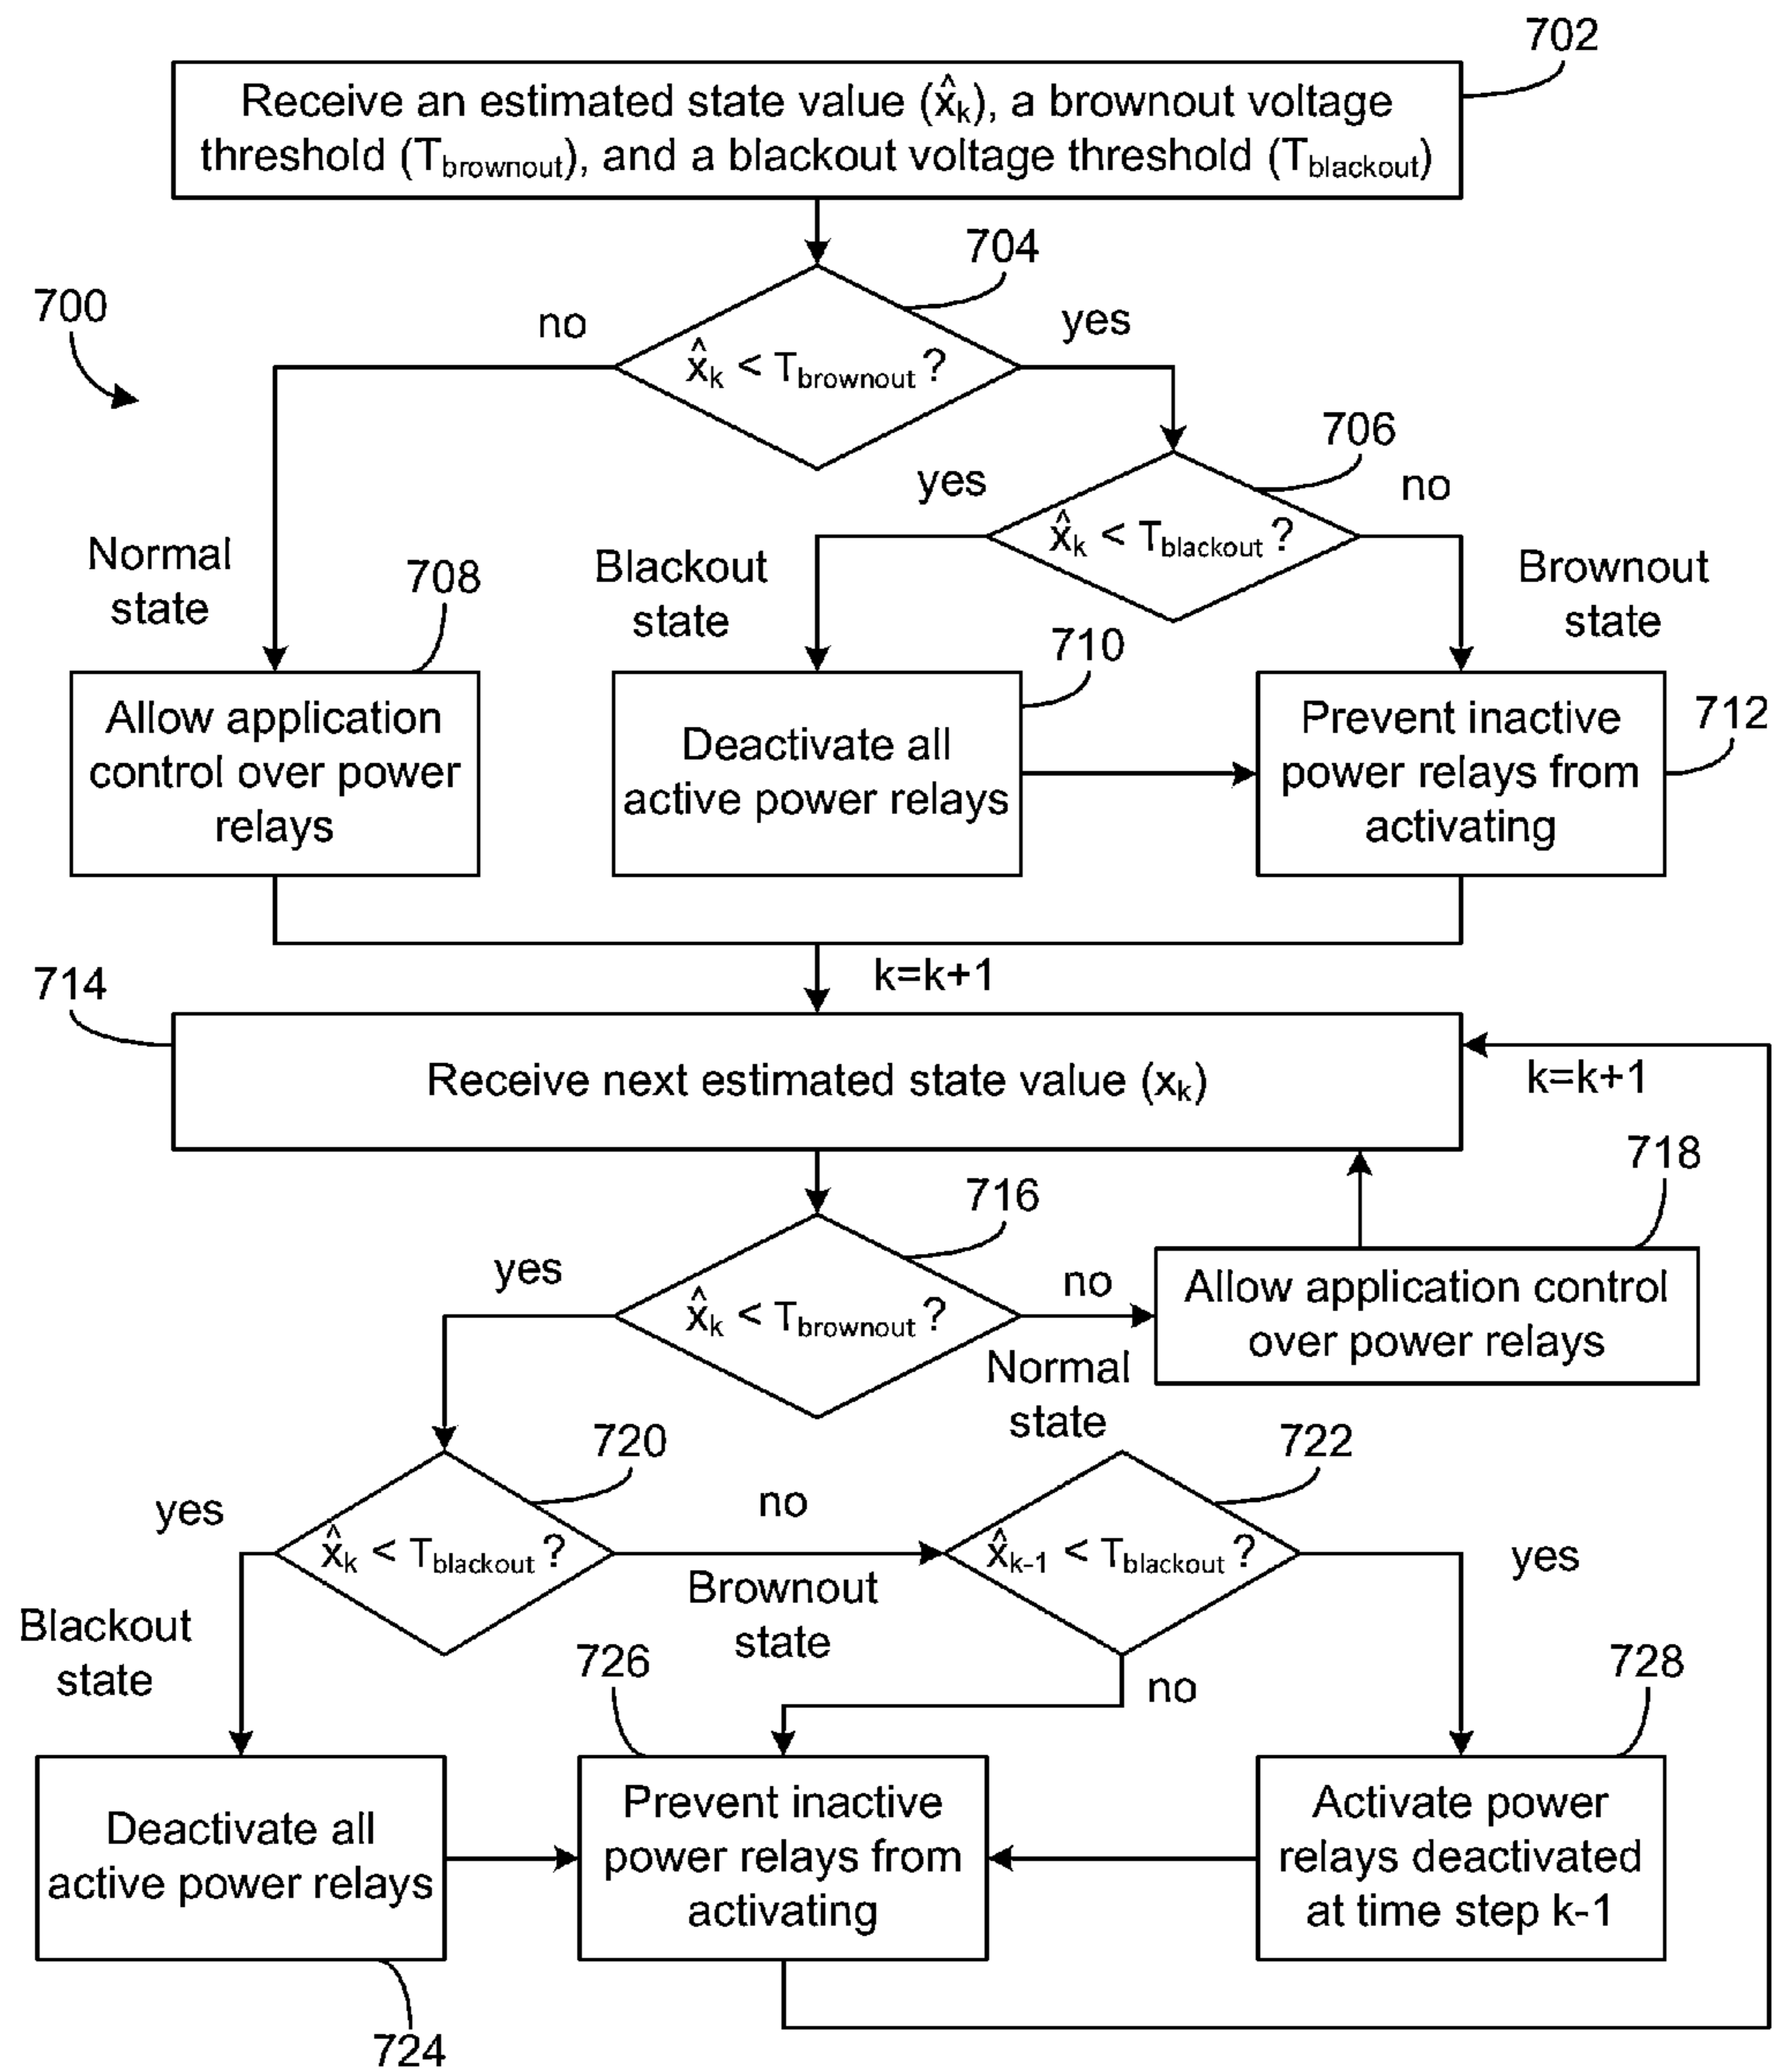 702
Receive an estimated state value (x̂k), a brownout voltage
threshold (Tbrownout), and a blackout voltage threshold (Tblackout)
704
700
no
yes
x̂k < Tbrownout ?
706
yes
no
x̂k < Tblackout ?
Normal
state
708
Blackout
state
Brownout
state
710
712
Allow application
control over power
relays
Deactivate all
active power relays
Prevent inactive
power relays from
activating
k=k+1
714
Receive next estimated state value (xk)
k=k+1
718
716
yes
no
x̂k < Tbrownout ?
Allow application control
over power relays
Normal
state
720
722
yes
no
x̂k < Tblackout ?
x̂k-1 < Tblackout ?
yes
Brownout
state
Blackout
state
726
no
728
Deactivate all
active power relays
Prevent inactive
power relays from
activating
Activate power
relays deactivated
at time step k-1
724